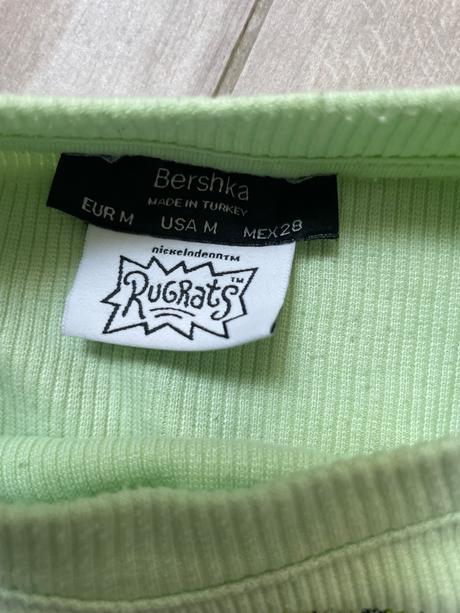 Bershka
MADE IN TURKEY
EUR M USA M MEX 28
nickelodeon™
RUGRatS™